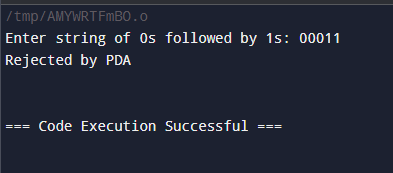 /tmp/AMYWRTFmBO.o
Enter string of 0s followed by 1s: 00011
Rejected by PDA
=== Code Execution Successful ===